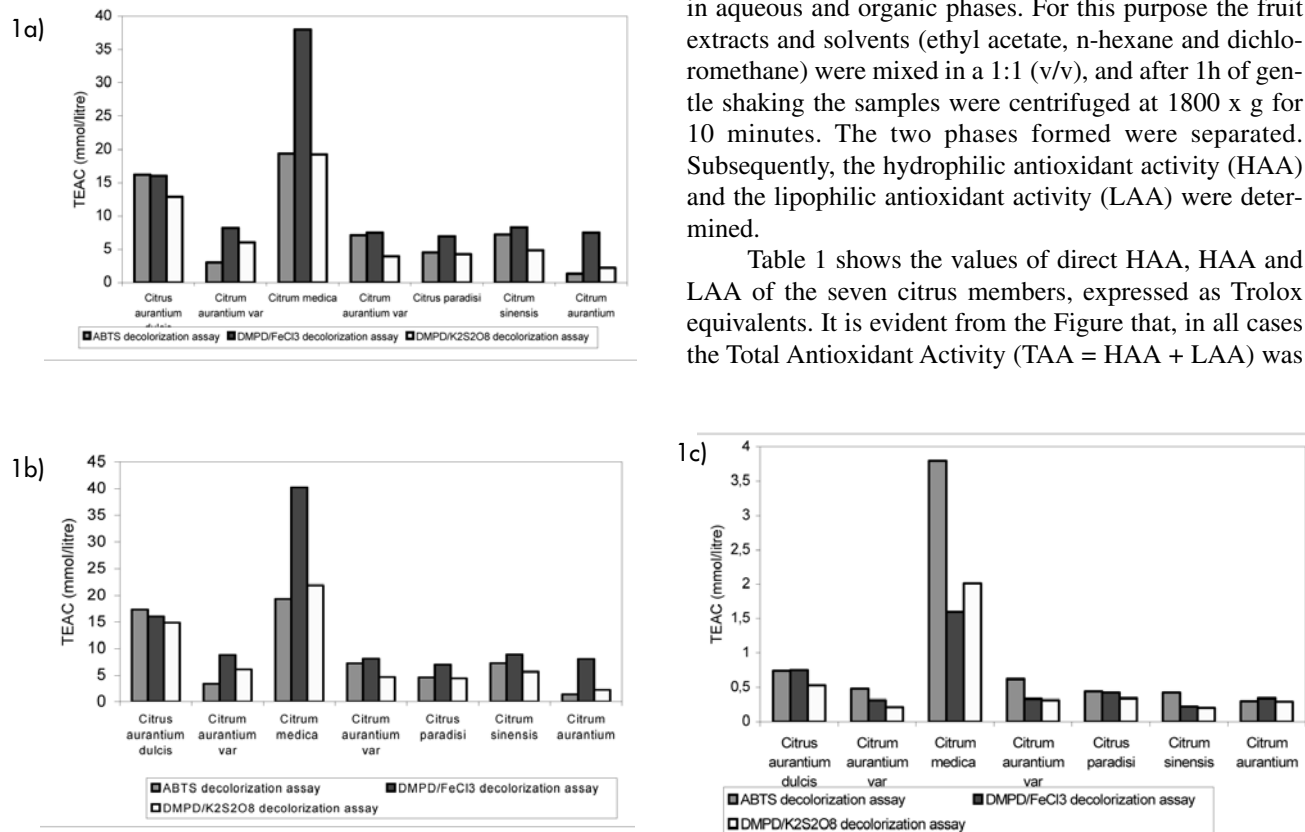 1a)
TEAC (mmol/litre)
40
35
30
25
20
15
10
5
0
Citrus
aurantium
dulcis
Citrum
aurantium var
Citrum medica
Citrum
aurantium var
Citrus paradisi
Citrum
sinensis
Citrum
aurantium
ABTS decolorization assay DMPD/FeCl3 decolorization assay DMPD/K2S2O8 decolorization assay
in aqueous and organic phases. For this purpose the fruit
extracts and solvents (ethyl acetate, n-hexane and dichlo-
romethane) were mixed in a 1:1 (v/v), and after 1h of gen-
tle shaking the samples were centrifuged at 1800 x g for
10 minutes. The two phases formed were separated.
Subsequently, the hydrophilic antioxidant activity (HAA)
and the lipophilic antioxidant activity (LAA) were deter-
mined.
Table 1 shows the values of direct HAA, HAA and
LAA of the seven citrus members, expressed as Trolox
equivalents. It is evident from the Figure that, in all cases
the Total Antioxidant Activity (TAA = HAA + LAA) was
1b)
TEAC (mmol/litre)
45
40
35
30
25
20
15
10
5
0
Citrus
aurantium
dulcis
Citrum
aurantium
var
Citrum
medica
Citrum
aurantium
var
Citrus
paradisi
Citrum
sinensis
Citrum
aurantium
ABTS decolorization assay DMPD/FeCl3 decolorization assay
DMPD/K2S2O8 decolorization assay
1c)
TEAC (mmol/litre)
4
3,5
3
2,5
2
1,5
1
0,5
0
Citrus
aurantium
dulcis
Citrum
aurantium
var
Citrum
medica
Citrum
aurantium
var
Citrus
paradisi
Citrum
sinensis
Citrum
aurantium
ABTS decolorization assay DMPD/FeCl3 decolorization assay
DMPD/K2S2O8 decolorization assay